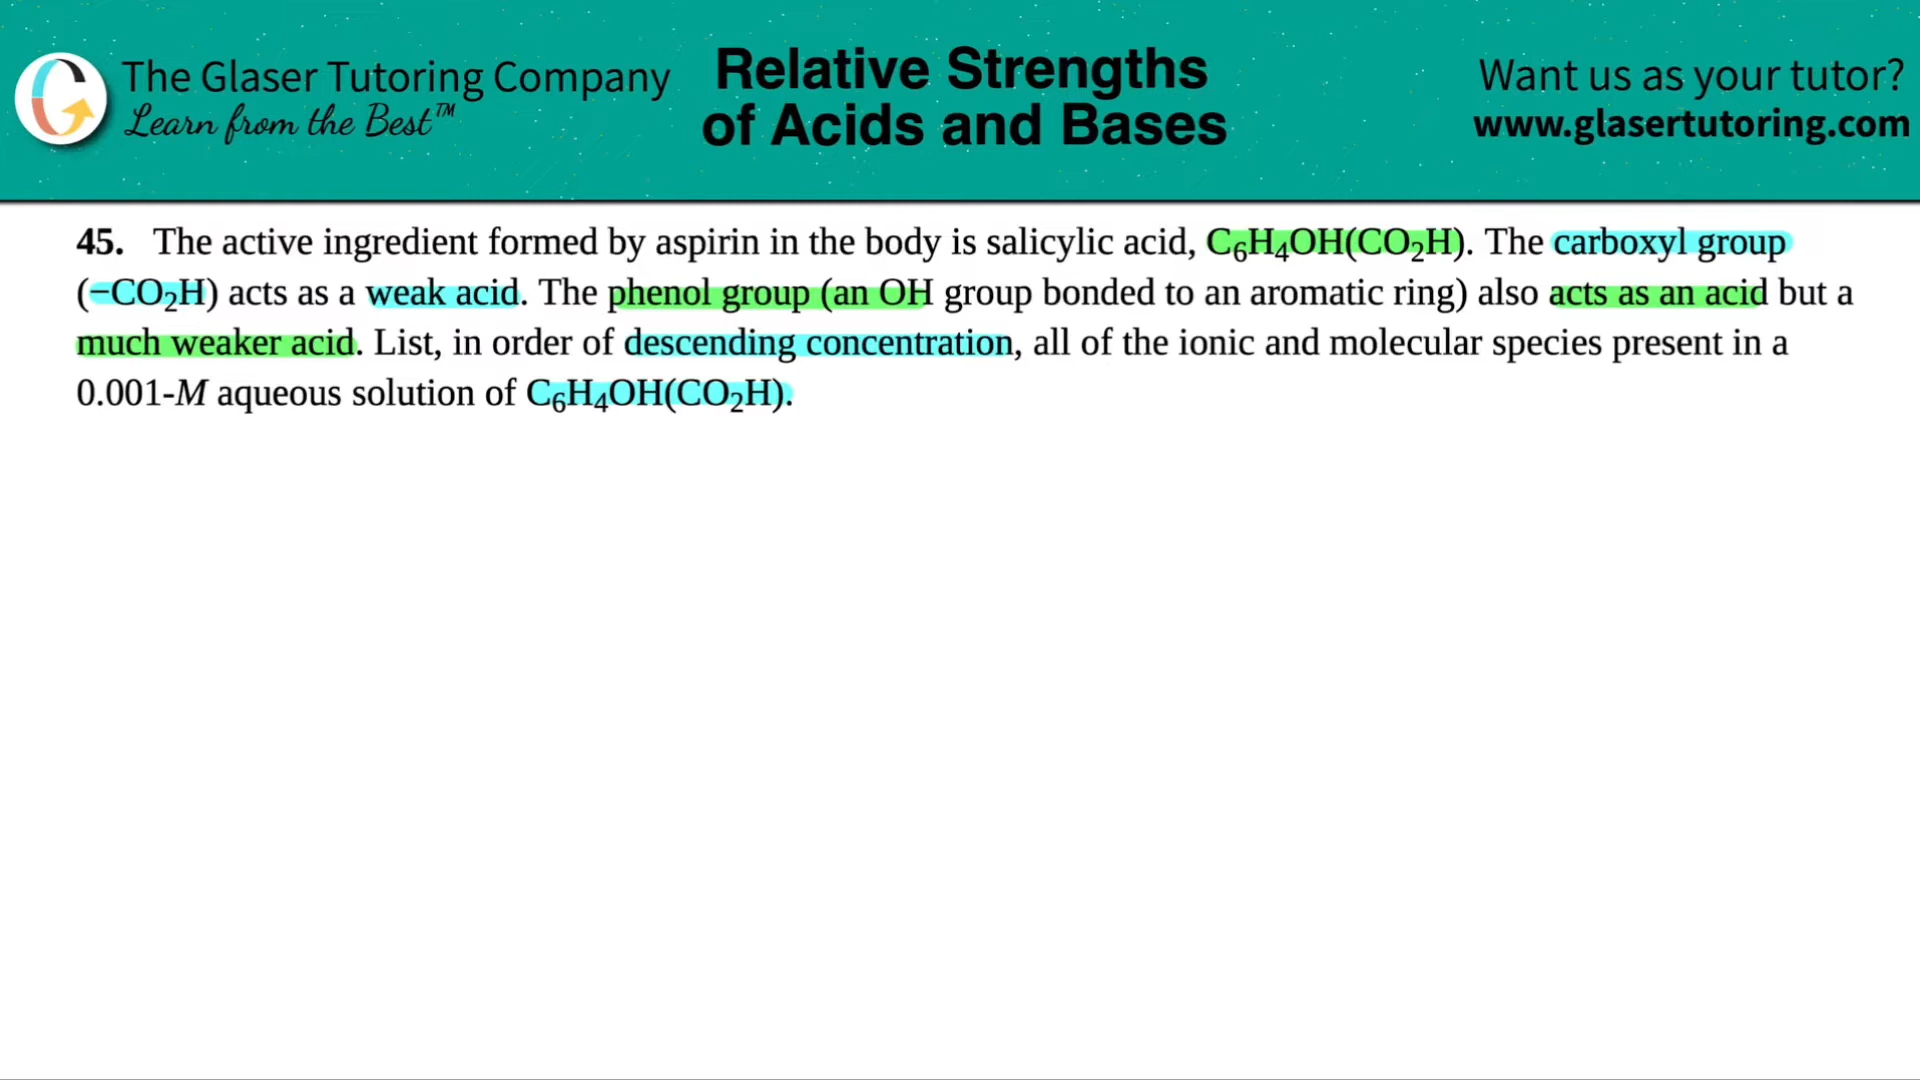 The Glaser Tutoring Company
Learn from the Best™
Relative Strengths
of Acids and Bases
Want us as your tutor?
www.glasertutoring.com
45. The active ingredient formed by aspirin in the body is salicylic acid, C₆H₄OH(CO₂H). The carboxyl group
(−CO₂H) acts as a weak acid. The phenol group (an OH group bonded to an aromatic ring) also acts as an acid but a
much weaker acid. List, in order of descending concentration, all of the ionic and molecular species present in a
0.001-M aqueous solution of C₆H₄OH(CO₂H).